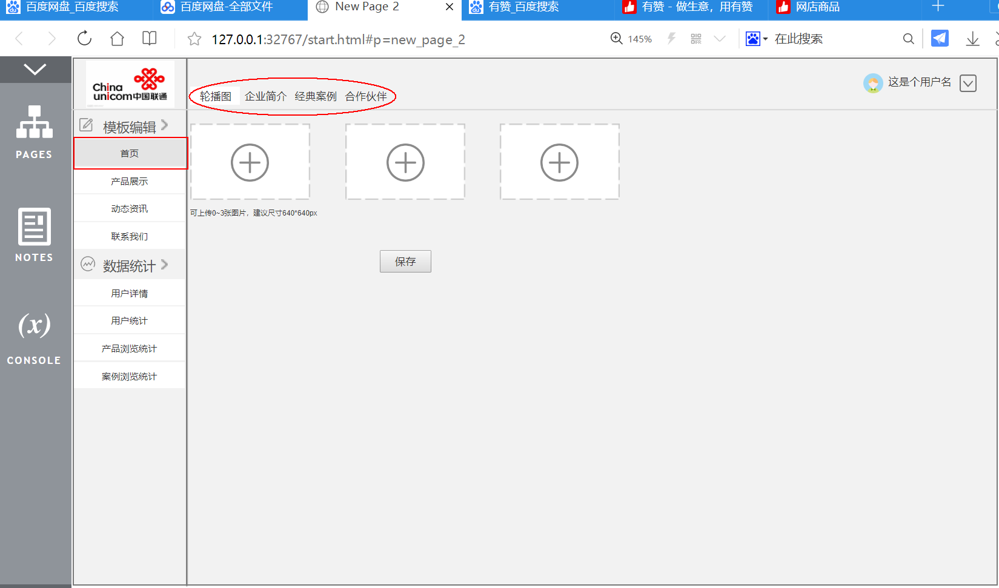 百度网盘_百度搜索
百度网盘-全部文件
New Page 2
有赞_百度搜索
有赞 - 做生意，用有赞
网店商品
127.0.0.1:32767/start.html#p=new_page_2
145%
在此搜索
PAGES
NOTES
(x)
CONSOLE
China
unicom中国联通
轮播图 企业简介 经典案例 合作伙伴
这是个用户名
模板编辑
首页
产品展示
动态资讯
联系我们
数据统计
用户详情
用户统计
产品浏览统计
案例浏览统计
可上传0~3张图片，建议尺寸640*640px
保存